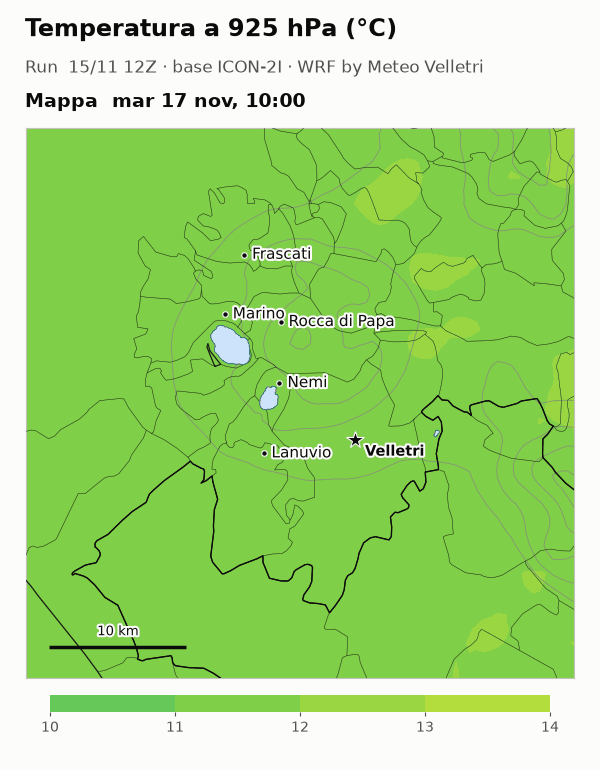 Temperatura a 925 hPa (°C)
Run  15/11 12Z · base ICON-2I · WRF by Meteo Velletri
Mappa  mar 17 nov, 10:00
Frascati
Marino
Rocca di Papa
Nemi
Velletri
Lanuvio
10 km
10 11 12 13 14